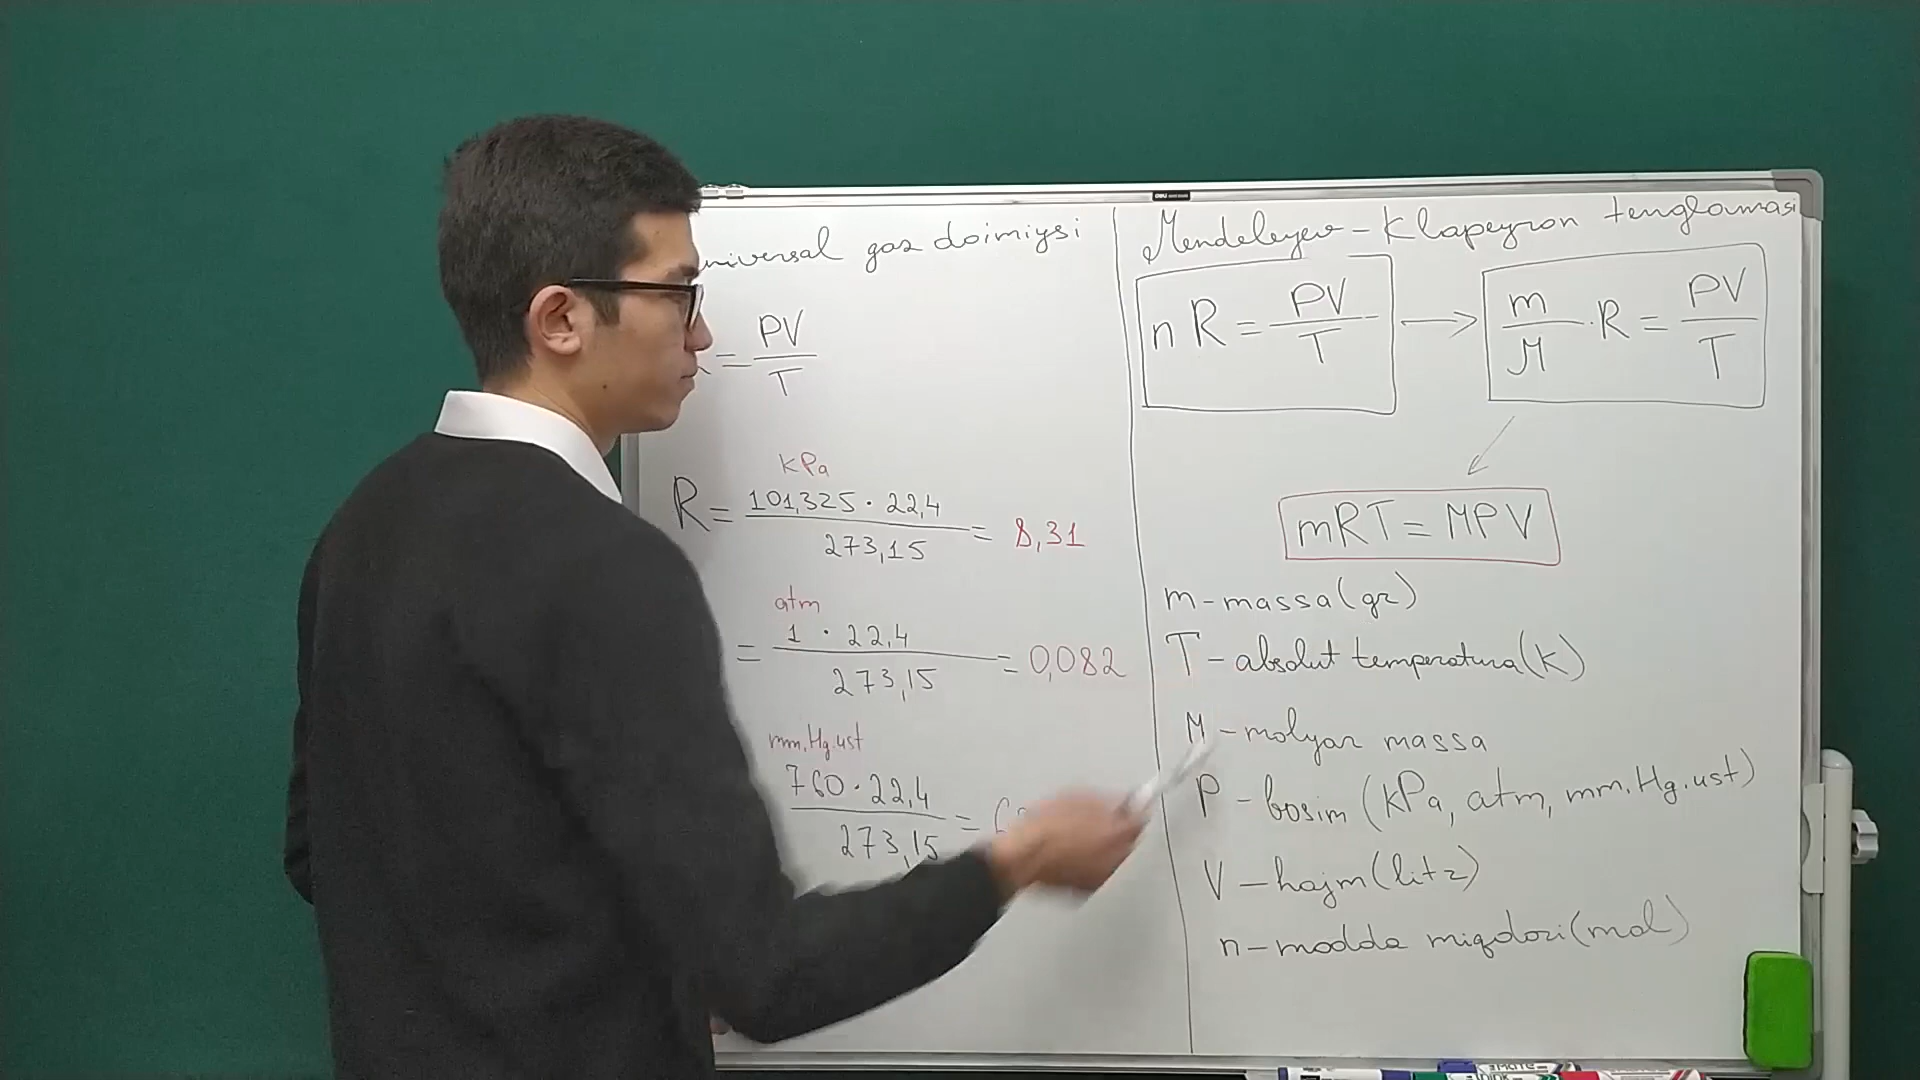 universal gaz doimiysi
= PV / T
kPa
R = 101,325 · 22,4 / 273,15 = 8,31
atm
= 1 · 22,4 / 273,15 = 0,082
mm.Hg.ust
760 · 22,4 / 273,15 =
Mendeleyev - Klapeyron tenglamasi
n R = PV / T → m / M · R = PV / T
mRT = MPV
m - massa (gr)
T - absolut temperatura (K)
M - molyar massa
P - bosim (kPa, atm, mm.Hg.ust)
V - hajm (litr)
n - modda miqdori (mol)